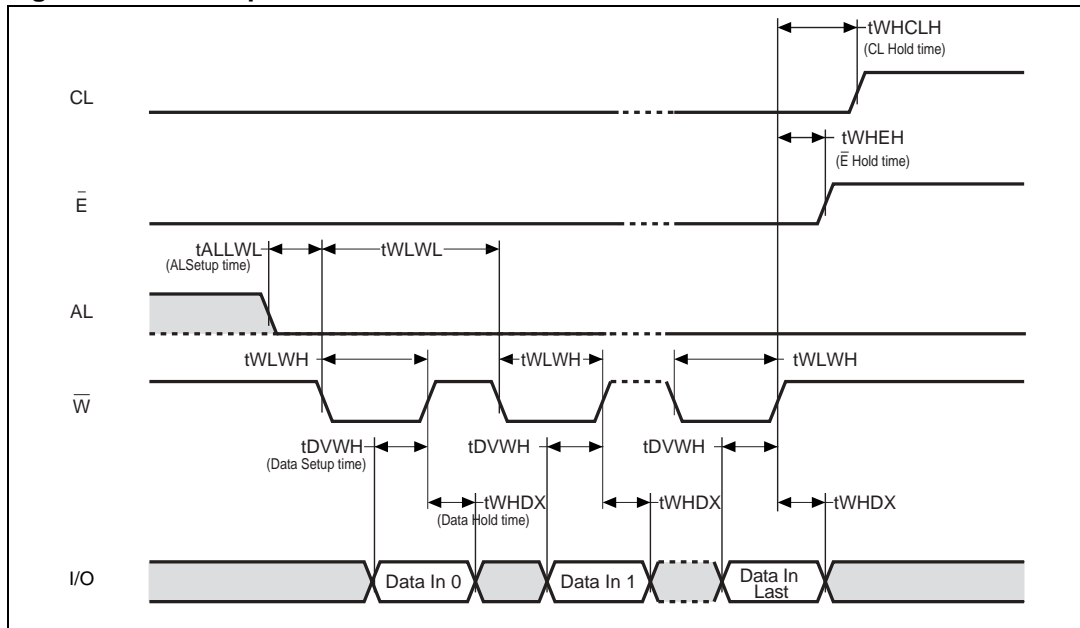 tWHCLH
(CL Hold time)
CL
tWHEH
(E̅ Hold time)
E̅
tALLWL
(ALSetup time)
tWLWL
AL
tWLWH
tWLWH
tWLWH
W̅
tDVWH
(Data Setup time)
tDVWH
tDVWH
tWHDX
(Data Hold time)
tWHDX
tWHDX
I/O
Data In 0
Data In 1
Data In
Last